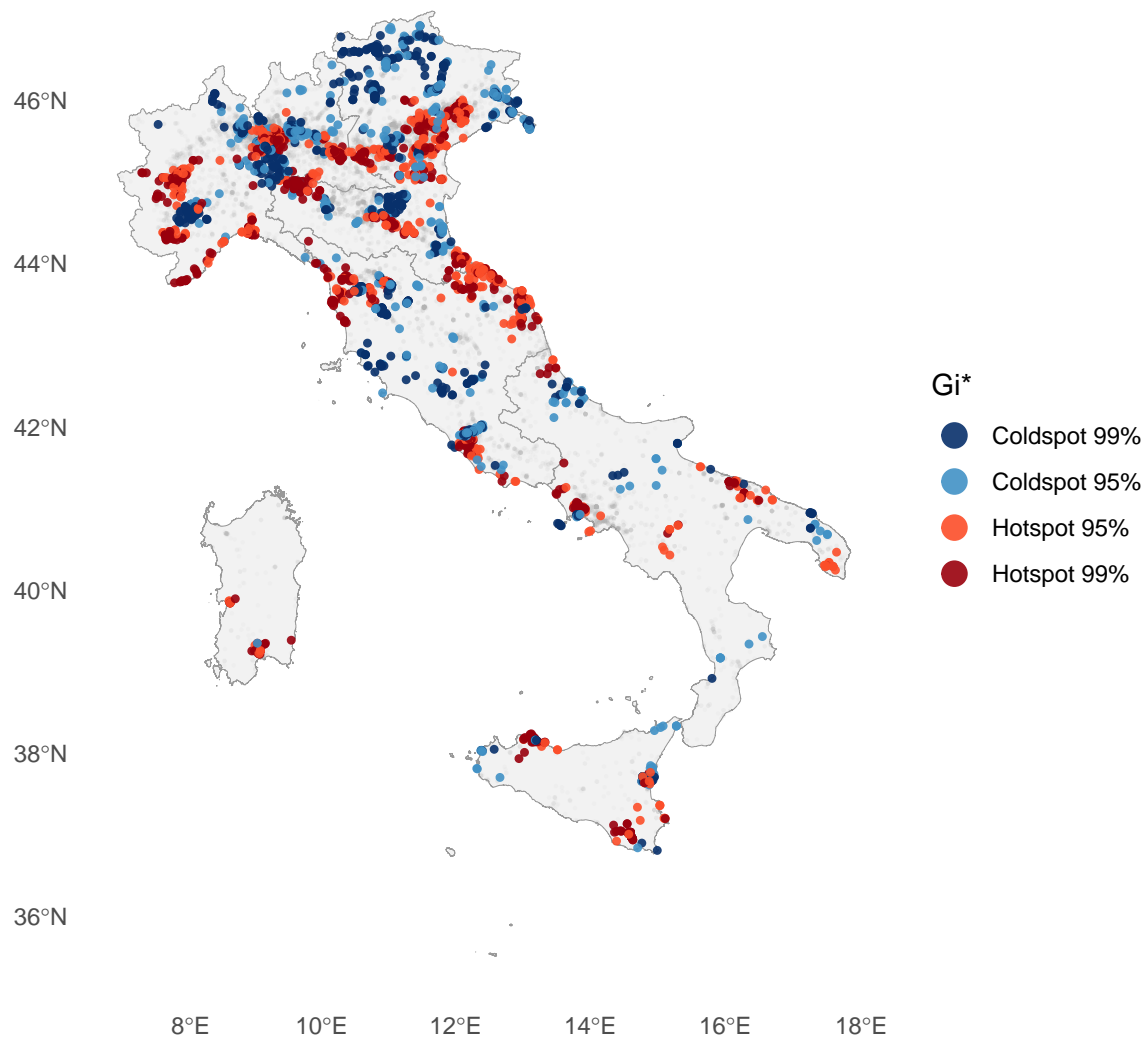 46°N
44°N
42°N
40°N
38°N
36°N
8°E
10°E
12°E
14°E
16°E
18°E
Gi*
Coldspot 99%
Coldspot 95%
Hotspot 95%
Hotspot 99%